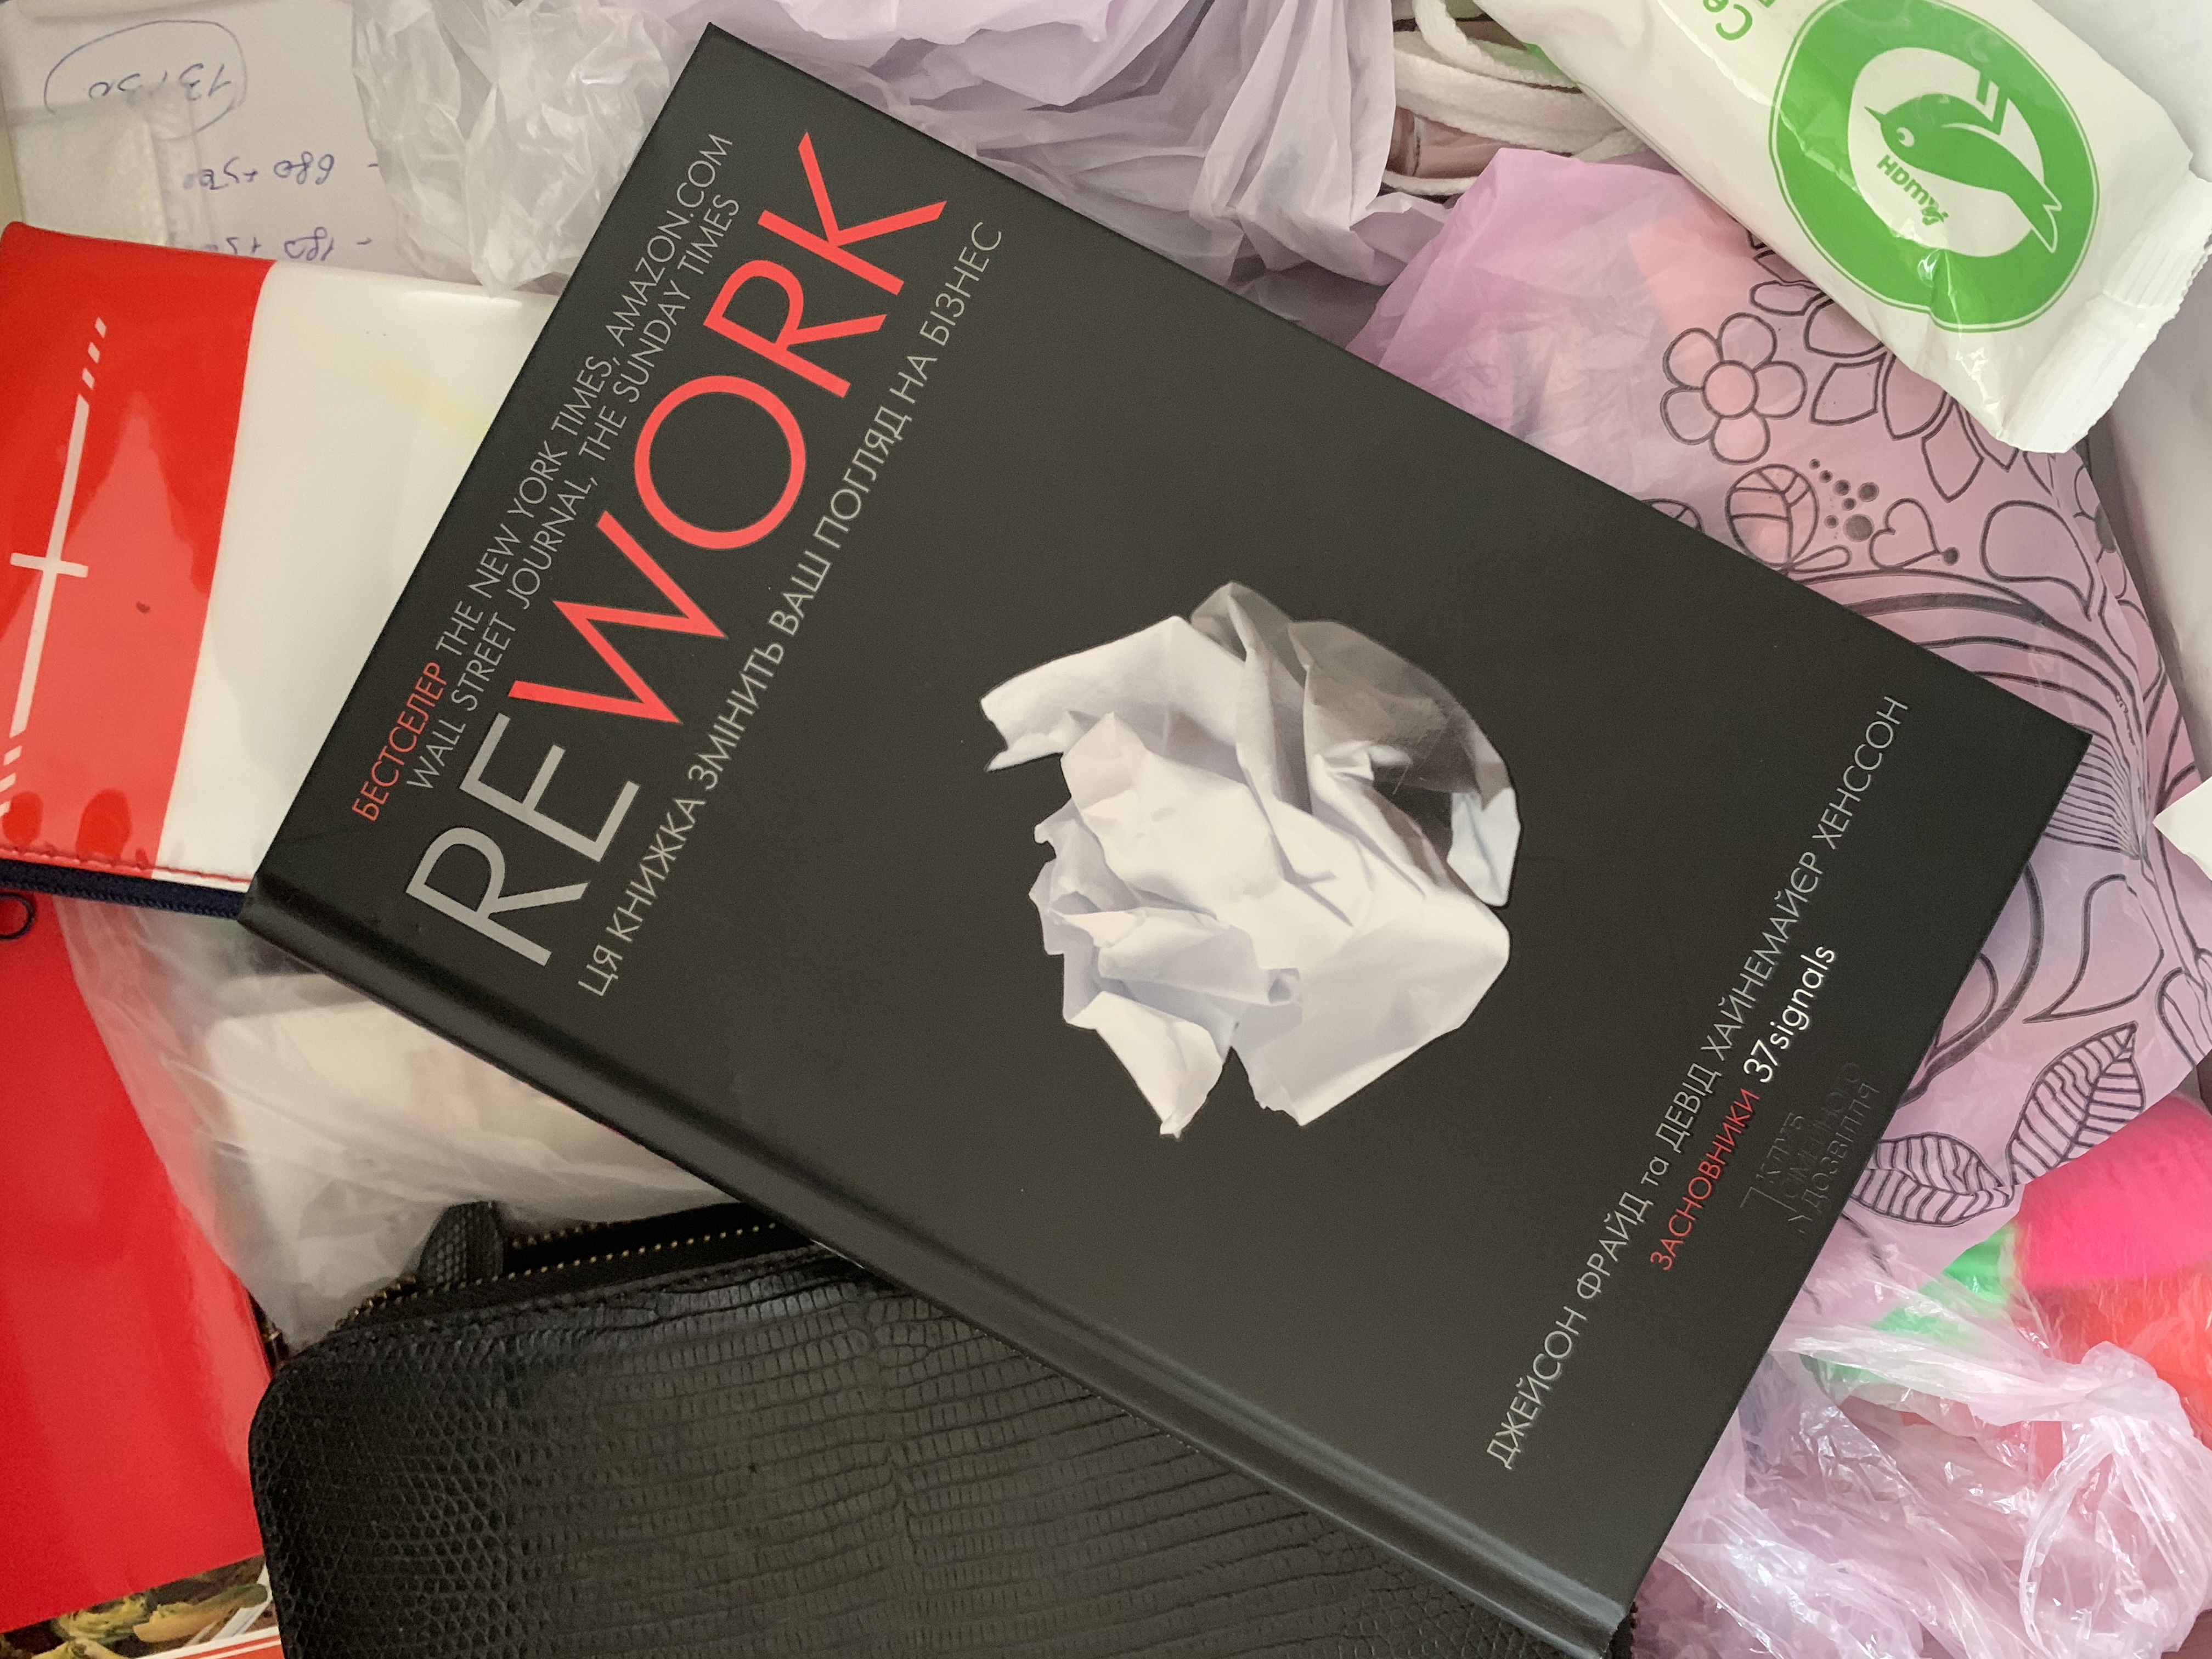 БЕСТСЕЛЕР THE NEW YORK TIMES, AMAZON.COM
WALL STREET JOURNAL, THE SUNDAY TIMES
REWORK
ЦЯ КНИЖКА ЗМІНИТЬ ВАШ ПОГЛЯД НА БІЗНЕС
ДЖЕЙСОН ФРАЙД та ДЕВІД ХАЙНЕМАЙЄР ХЕНССОН
ЗАСНОВНИКИ 37signals
КЛУБ
СІМЕЙНОГО
ДОЗВІЛЛЯ
Ашан